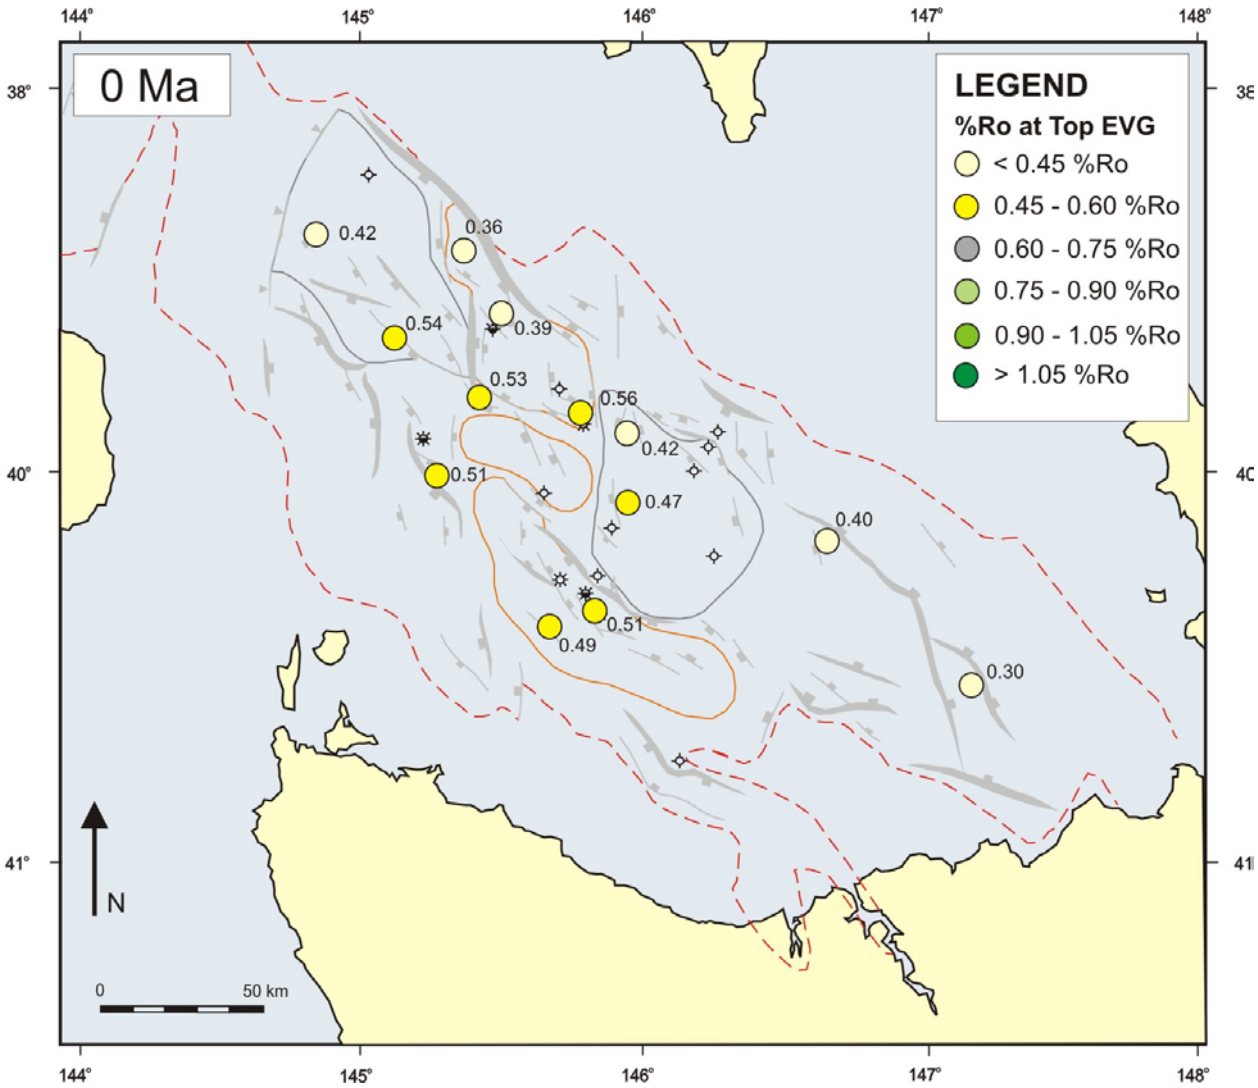 144° 145° 146° 147° 148°
0 Ma
LEGEND
%Ro at Top EVG
< 0.45 %Ro
0.45 - 0.60 %Ro
0.60 - 0.75 %Ro
0.75 - 0.90 %Ro
0.90 - 1.05 %Ro
> 1.05 %Ro
38° 38
0.42
0.36
0.54
0.39
0.53
0.56
0.42
40° 40
0.51
0.47
0.40
0.51
0.49
0.30
41° 41
N
0 50 km
144° 145° 146° 147° 148°